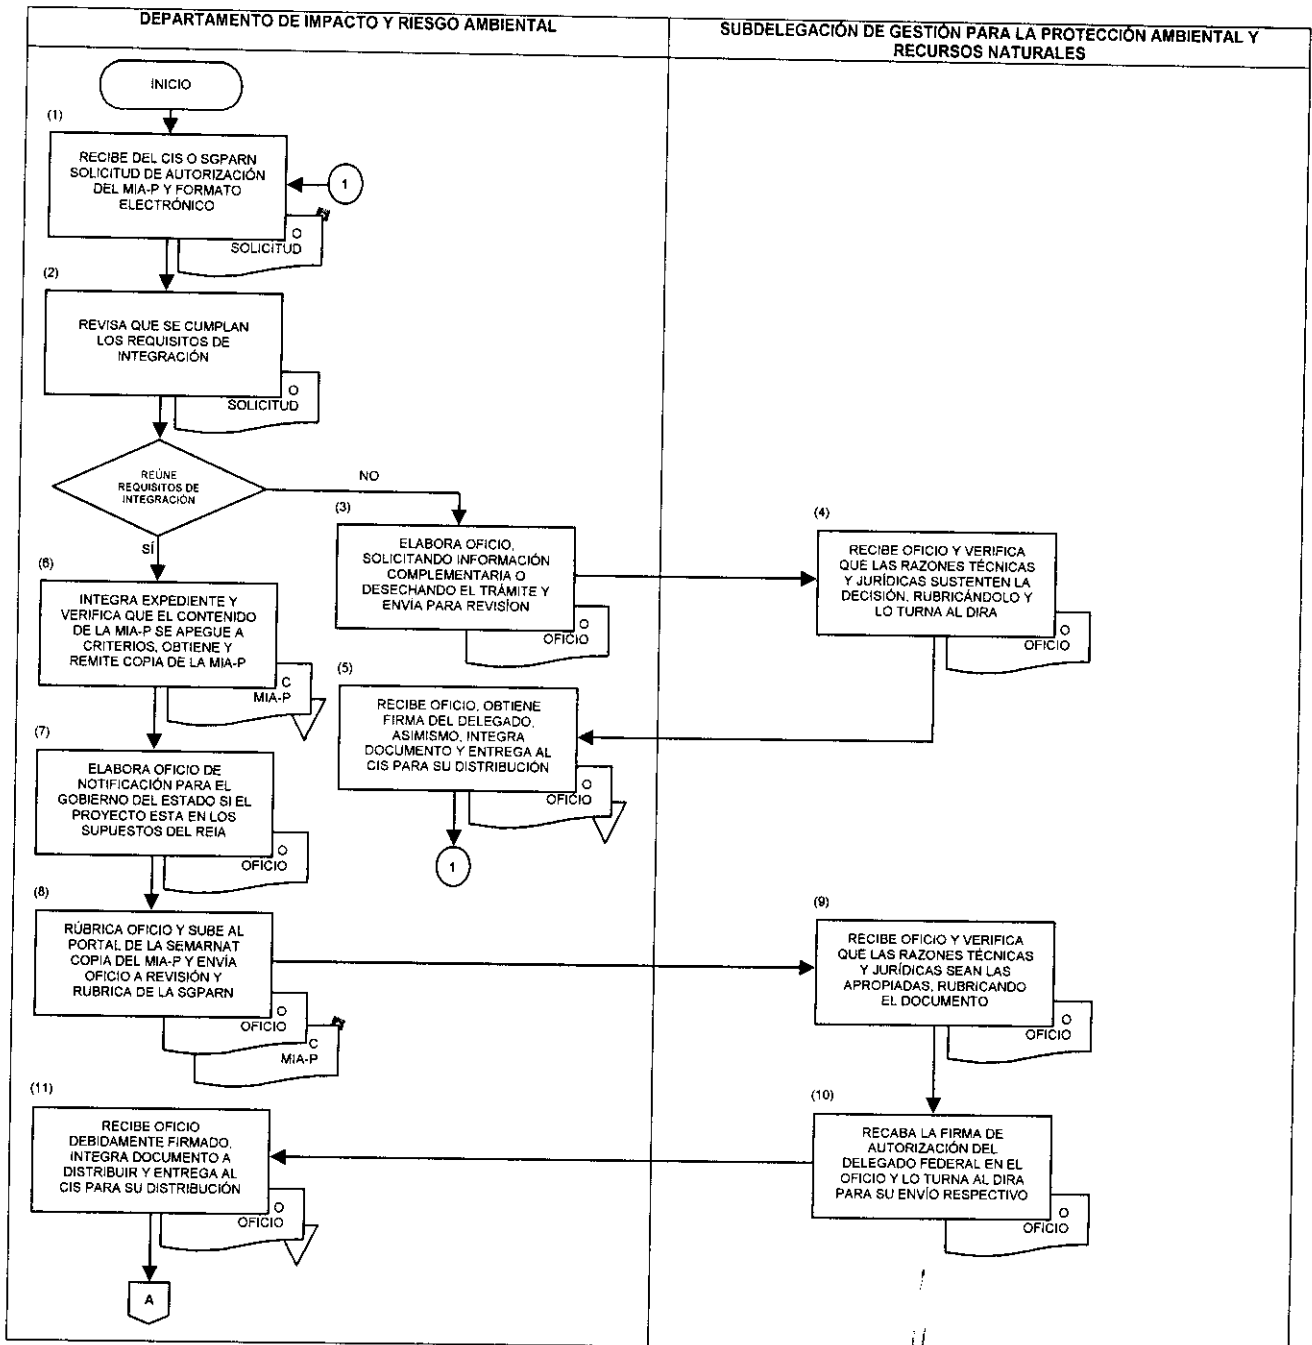 DEPARTAMENTO DE IMPACTO Y RIESGO AMBIENTAL
SUBDELEGACIÓN DE GESTIÓN PARA LA PROTECCIÓN AMBIENTAL Y
RECURSOS NATURALES
INICIO
(1)
RECIBE DEL CIS O SGPARN
SOLICITUD DE AUTORIZACIÓN
DEL MIA-P Y FORMATO
ELECTRÓNICO
1
O
SOLICITUD
(2)
REVISA QUE SE CUMPLAN
LOS REQUISITOS DE
INTEGRACIÓN
O
SOLICITUD
REÚNE
REQUISITOS DE
INTEGRACIÓN
NO
SÍ
(3)
ELABORA OFICIO,
SOLICITANDO INFORMACIÓN
COMPLEMENTARIA O
DESECHANDO EL TRÁMITE Y
ENVÍA PARA REVISÍON
O
OFICIO
(4)
RECIBE OFICIO Y VERIFICA
QUE LAS RAZONES TÉCNICAS
Y JURÍDICAS SUSTENTEN LA
DECISIÓN, RUBRICÁNDOLO Y
LO TURNA AL DIRA
O
OFICIO
(5)
RECIBE OFICIO, OBTIENE
FIRMA DEL DELEGADO,
ASIMISMO, INTEGRA
DOCUMENTO Y ENTREGA AL
CIS PARA SU DISTRIBUCIÓN
O
OFICIO
1
(6)
INTEGRA EXPEDIENTE Y
VERIFICA QUE EL CONTENIDO
DE LA MIA-P SE APEGUE A
CRITERIOS, OBTIENE Y
REMITE COPIA DE LA MIA-P
C
MIA-P
(7)
ELABORA OFICIO DE
NOTIFICACIÓN PARA EL
GOBIERNO DEL ESTADO SI EL
PROYECTO ESTA EN LOS
SUPUESTOS DEL REIA
O
OFICIO
(8)
RÚBRICA OFICIO Y SUBE AL
PORTAL DE LA SEMARNAT
COPIA DEL MIA-P Y ENVÍA
OFICIO A REVISIÓN Y
RUBRICA DE LA SGPARN
O
OFICIO
C
MIA-P
(9)
RECIBE OFICIO Y VERIFICA
QUE LAS RAZONES TÉCNICAS
Y JURÍDICAS SEAN LAS
APROPIADAS, RUBRICANDO
EL DOCUMENTO
O
OFICIO
(10)
RECABA LA FIRMA DE
AUTORIZACIÓN DEL
DELEGADO FEDERAL EN EL
OFICIO Y LO TURNA AL DIRA
PARA SU ENVÍO RESPECTIVO
O
OFICIO
(11)
RECIBE OFICIO
DEBIDAMENTE FIRMADO,
INTEGRA DOCUMENTO A
DISTRIBUIR Y ENTREGA AL
CIS PARA SU DISTRIBUCIÓN
O
OFICIO
A